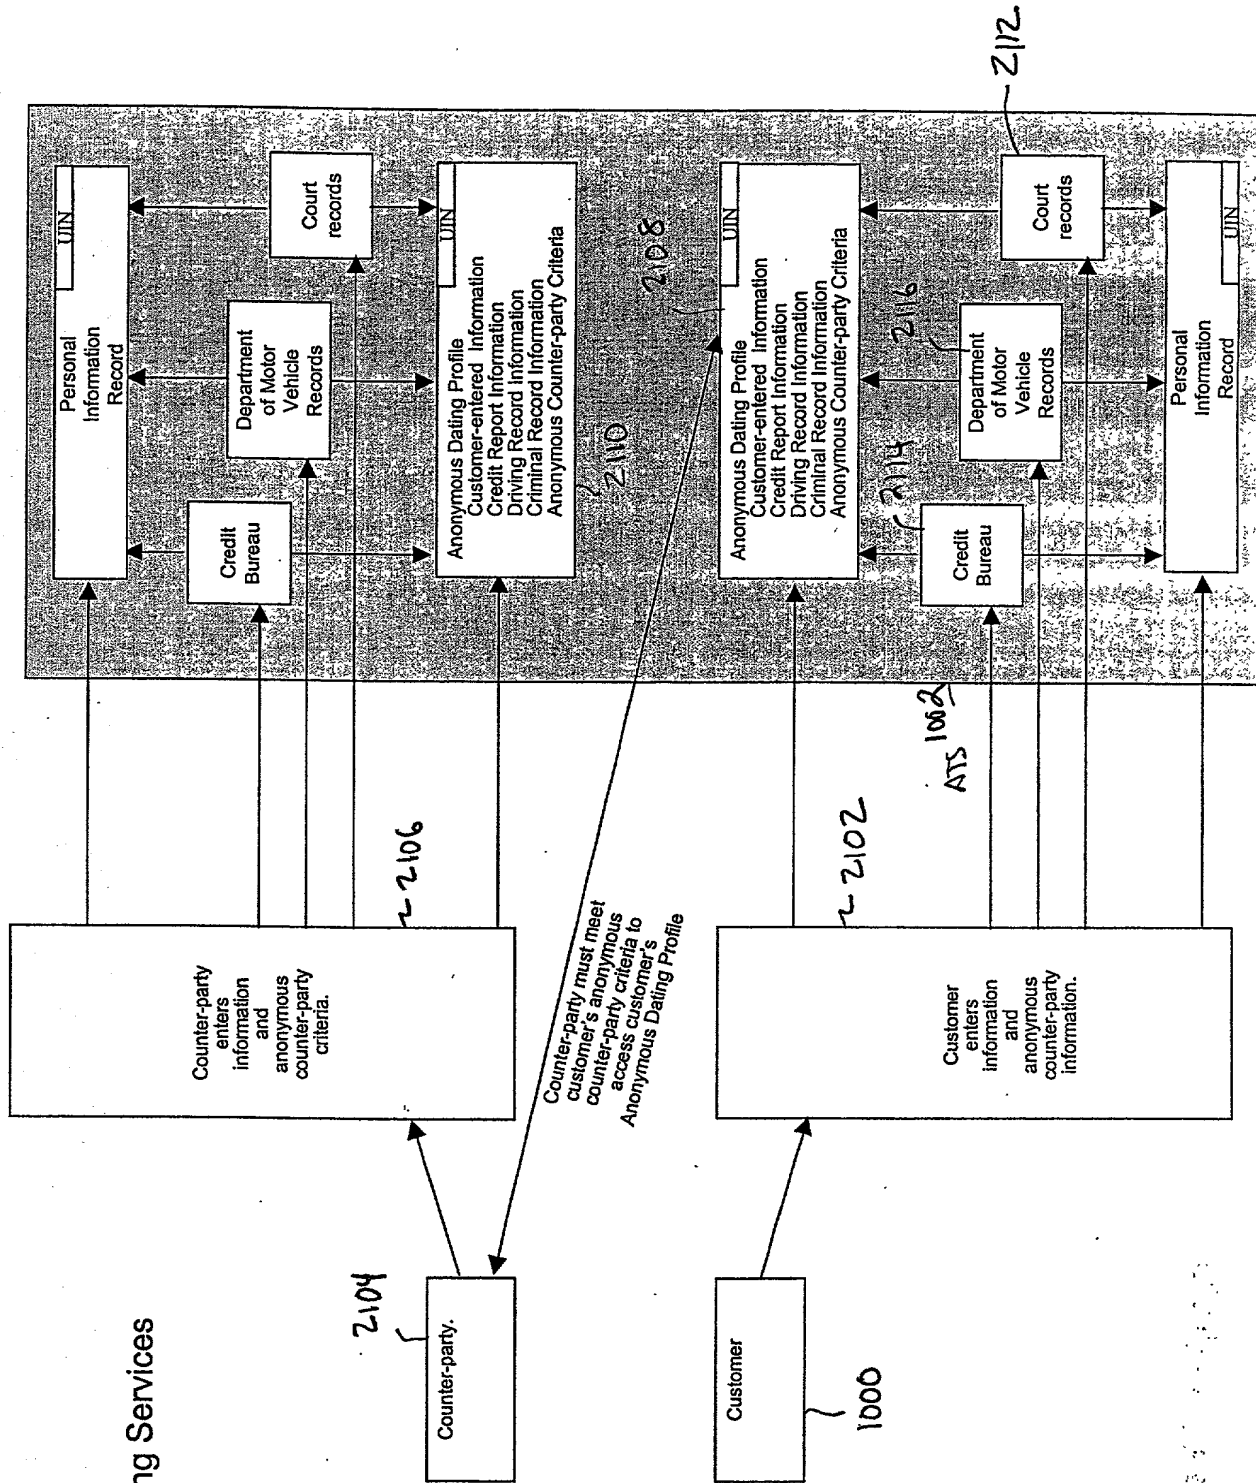 ng Services
2104
Counter-party.
Customer
1000
Counter-party
enters
information
and
anonymous
counter-party
criteria.
2106
Counter-party must meet
customer's anonymous
counter-party criteria to
access customer's
Anonymous Dating Profile
Customer
enters
information
and
anonymous
counter-party
information.
2102
ATS 1002
Personal
Information
Record
UIN
Credit
Bureau
Department
of Motor
Vehicle
Records
Court
records
UIN
Anonymous Dating Profile
Customer-entered Information
Credit Report Information
Driving Record Information
Criminal Record Information
Anonymous Counter-party Criteria
2110
2108
UIN
Anonymous Dating Profile
Customer-entered Information
Credit Report Information
Driving Record Information
Criminal Record Information
Anonymous Counter-party Criteria
2114
Credit
Bureau
2116
Department
of Motor
Vehicle
Records
2112
Court
records
Personal
Information
Record
UIN